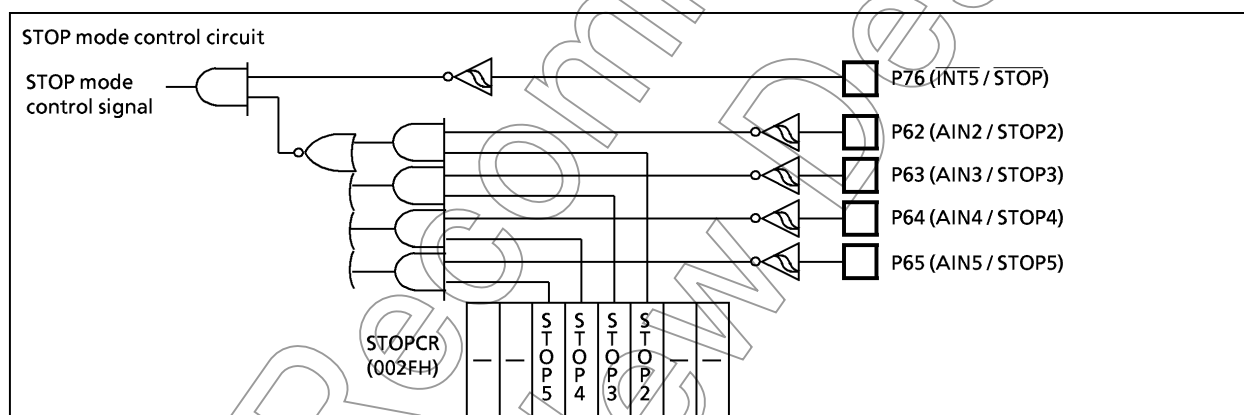 STOP mode control circuit
STOP mode
control signal
P76 (INT5 / STOP)
P62 (AIN2 / STOP2)
P63 (AIN3 / STOP3)
P64 (AIN4 / STOP4)
P65 (AIN5 / STOP5)
STOPCR
(002FH)
— — STOP5 STOP4 STOP3 STOP2 — —